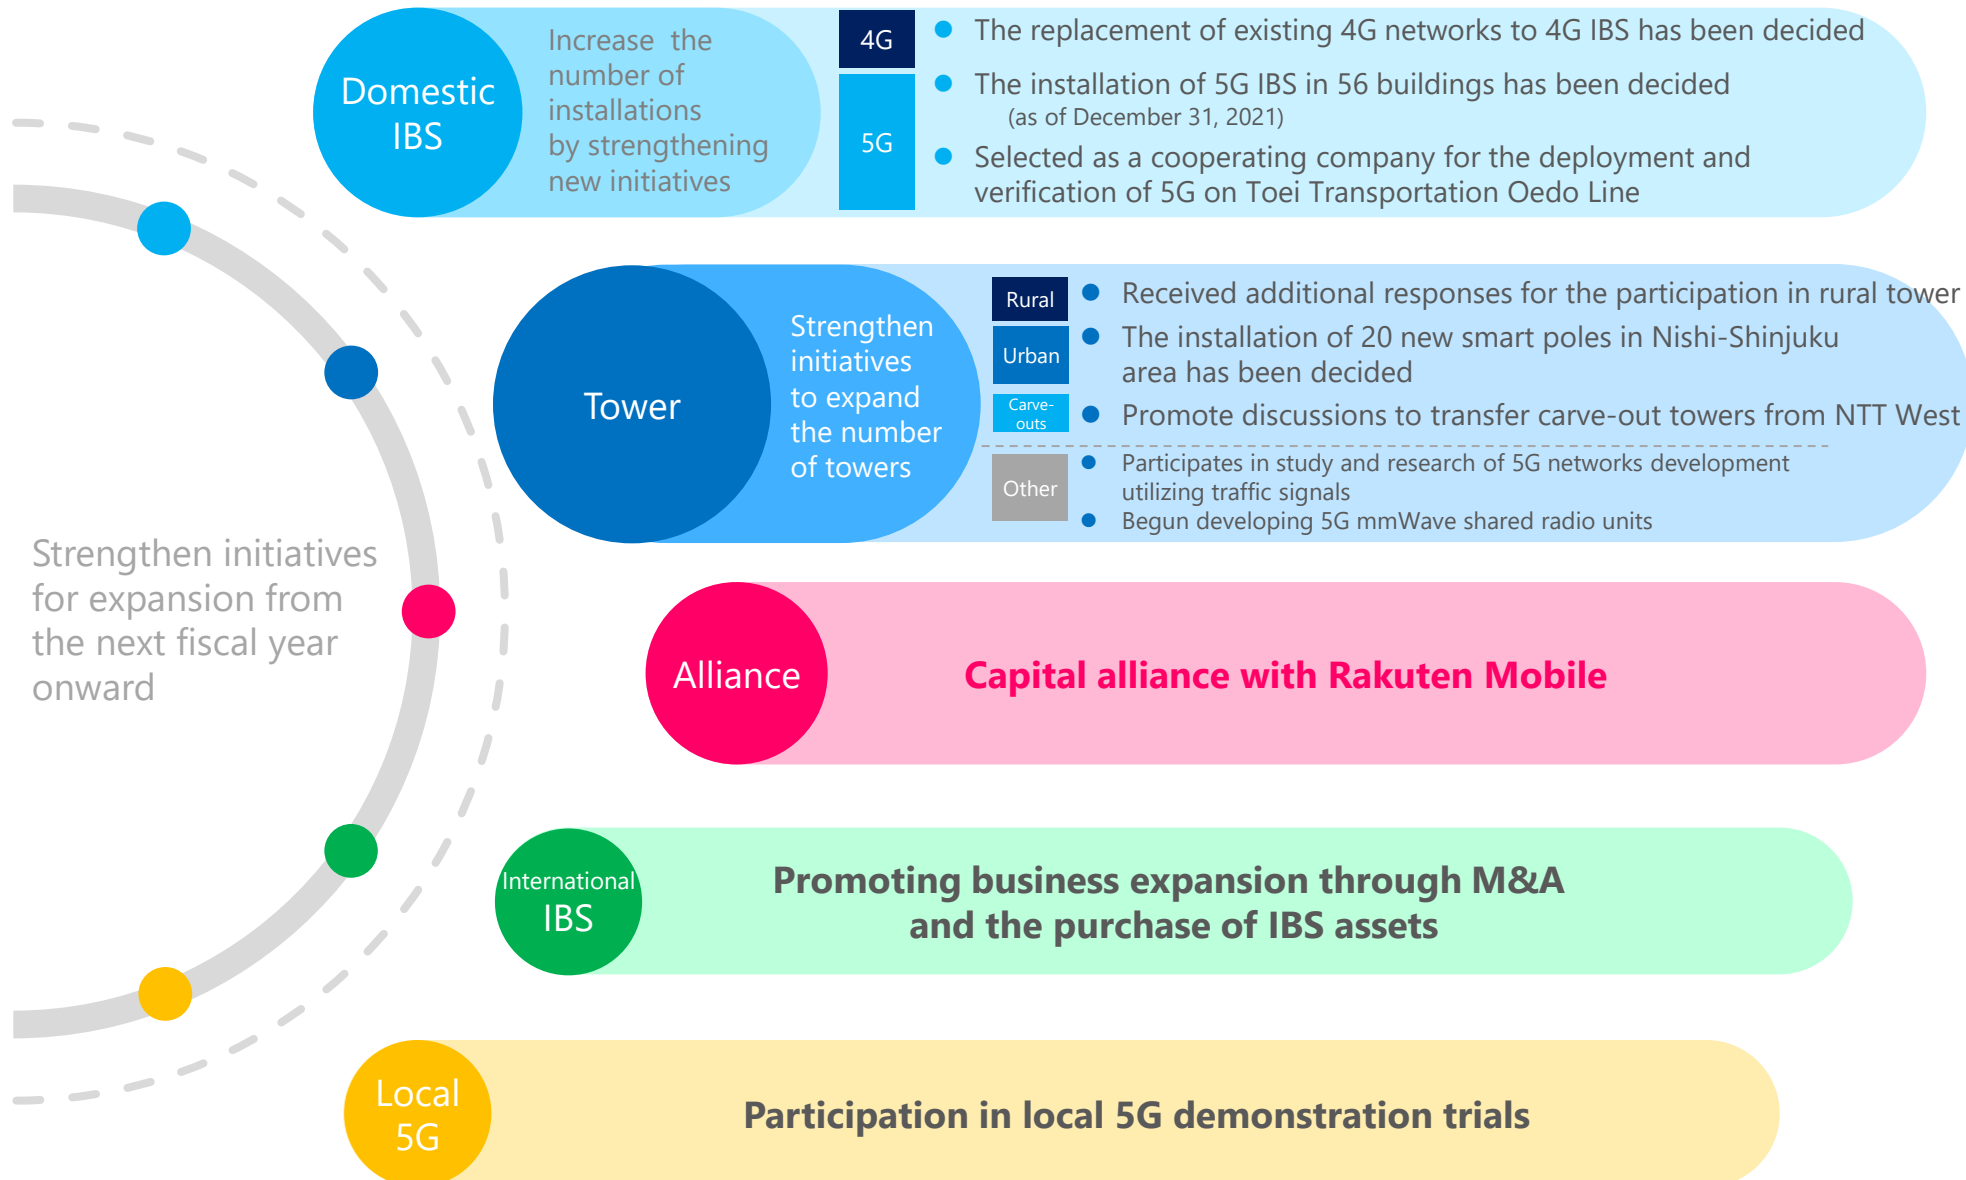 Strengthen initiatives
for expansion from
the next fiscal year
onward
Domestic
IBS
Increase the
number of
installations
by strengthening
new initiatives
4G
The replacement of existing 4G networks to 4G IBS has been decided
5G
The installation of 5G IBS in 56 buildings has been decided
(as of December 31, 2021)
Selected as a cooperating company for the deployment and
verification of 5G on Toei Transportation Oedo Line
Tower
Strengthen
initiatives
to expand
the number
of towers
Rural
Received additional responses for the participation in rural tower
Urban
The installation of 20 new smart poles in Nishi-Shinjuku
area has been decided
Carve-
outs
Promote discussions to transfer carve-out towers from NTT West
Other
Participates in study and research of 5G networks development
utilizing traffic signals
Begun developing 5G mmWave shared radio units
Alliance
Capital alliance with Rakuten Mobile
International
IBS
Promoting business expansion through M&A
and the purchase of IBS assets
Local
5G
Participation in local 5G demonstration trials